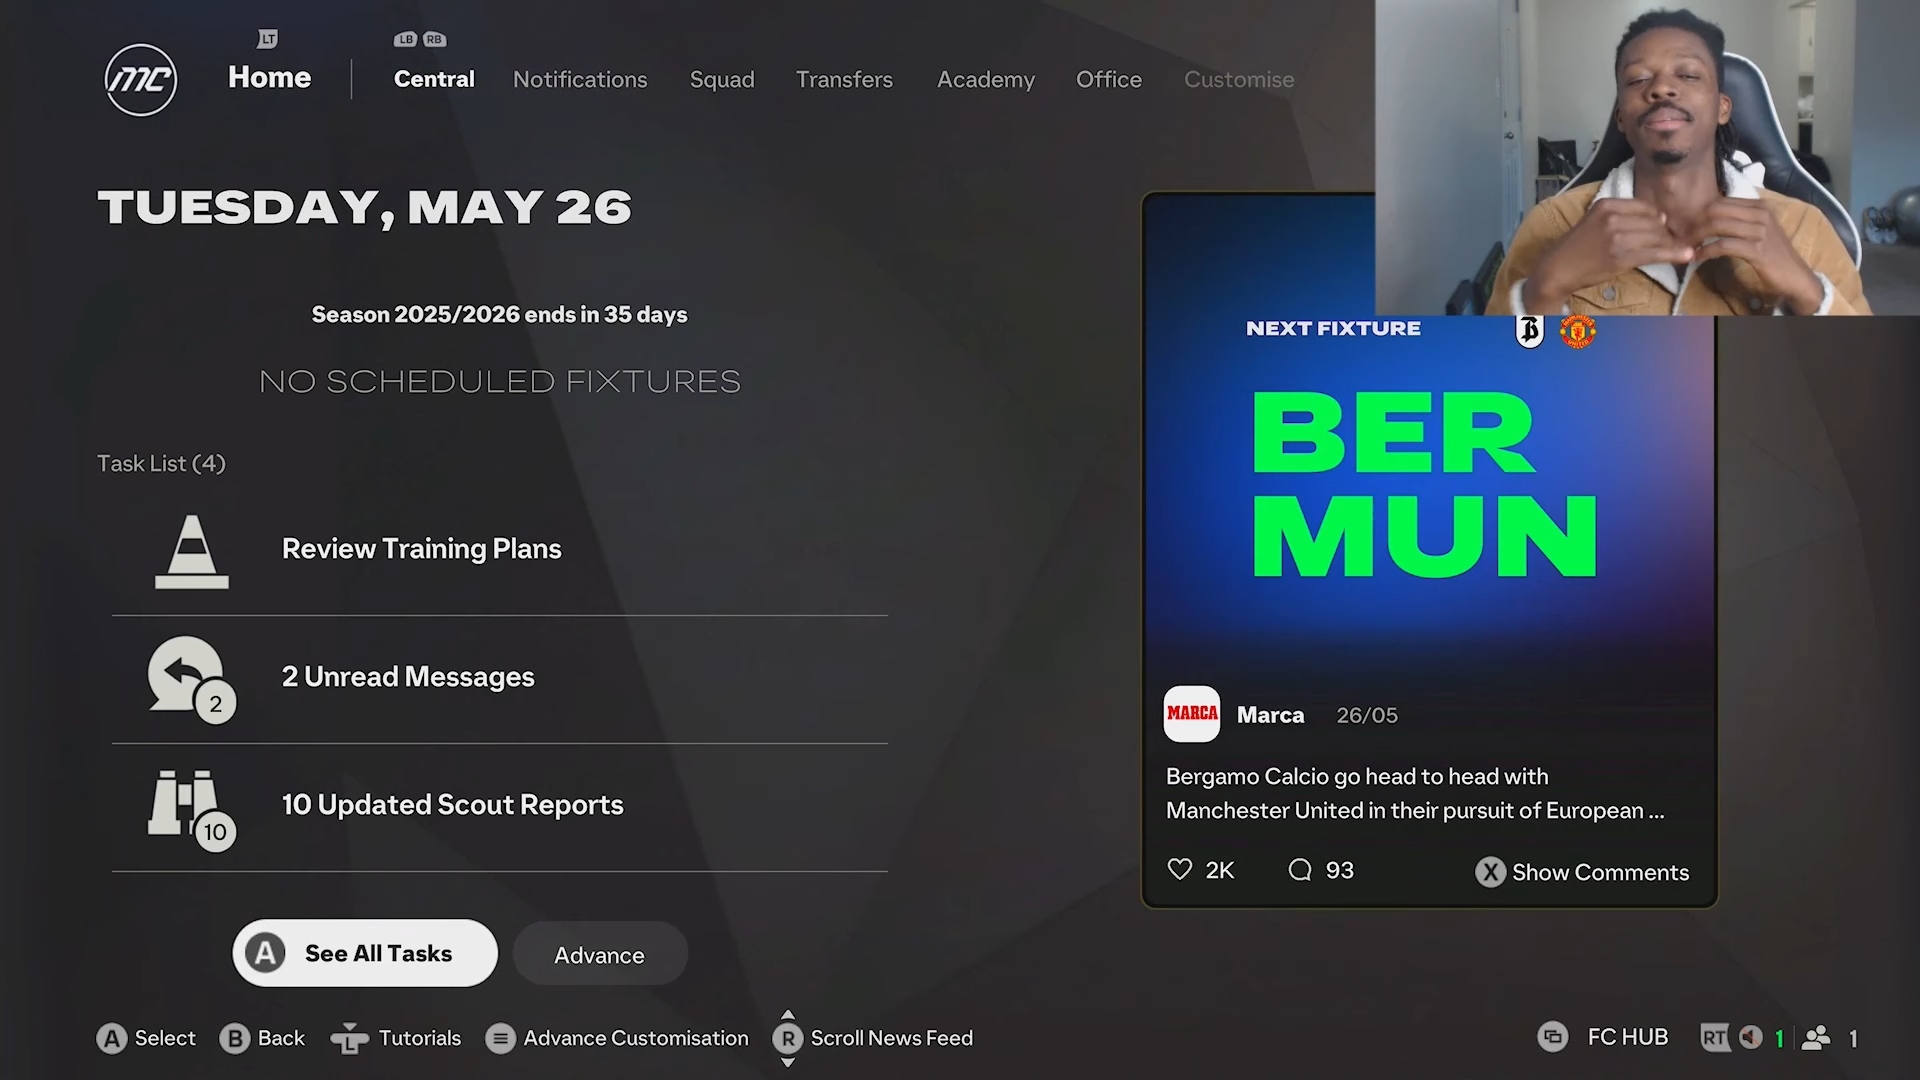 LT
LB RB
MC
Home
Central
Notifications
Squad
Transfers
Academy
Office
Customise
TUESDAY, MAY 26
Season 2025/2026 ends in 35 days
NO SCHEDULED FIXTURES
Task List (4)
Review Training Plans
2 Unread Messages
2
10 Updated Scout Reports
10
A See All Tasks
Advance
NEXT FIXTURE
B
BER
MUN
MARCA
Marca 26/05
Bergamo Calcio go head to head with
Manchester United in their pursuit of European ...
2K
93
X Show Comments
A Select
B Back
L Tutorials
Advance Customisation
R Scroll News Feed
FC HUB
RT
1
1